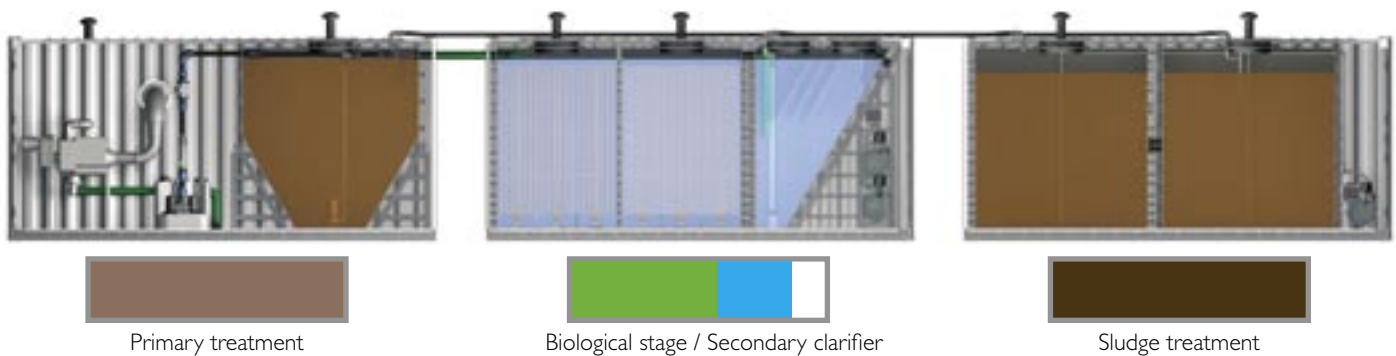 Primary treatment
Biological stage / Secondary clarifier
Sludge treatment